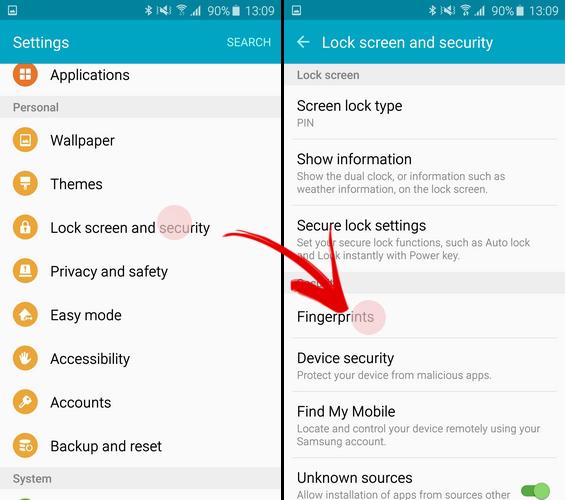 90% 13:09
Settings
SEARCH
Applications
Personal
Wallpaper
Themes
Lock screen and security
Privacy and safety
Easy mode
Accessibility
Accounts
Backup and reset
System
90% 13:09
Lock screen and security
Lock screen
Screen lock type
PIN
Show information
Show the dual clock, or information such as
weather information, on the lock screen.
Secure lock settings
Set your secure lock functions, such as Auto lock
and Lock instantly with Power key.
Fingerprints
Device security
Protect your device from malicious apps.
Find My Mobile
Locate and control your device remotely using your
Samsung account.
Unknown sources
Allow installation of apps from sources other